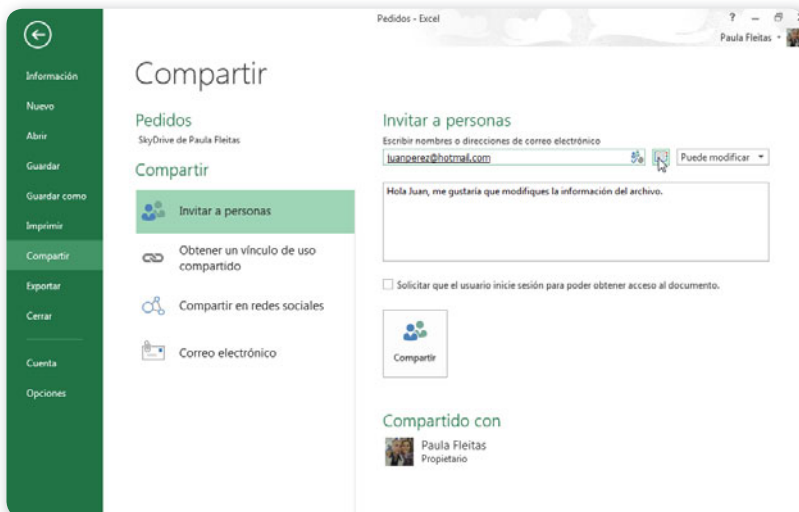 Pedidos - Excel
?
Paula Fleitas
Información
Nuevo
Abrir
Guardar
Guardar como
Imprimir
Compartir
Exportar
Cerrar
Cuenta
Opciones
Compartir
Pedidos
SkyDrive de Paula Fleitas
Compartir
Invitar a personas
Obtener un vínculo de uso
compartido
Compartir en redes sociales
Correo electrónico
Invitar a personas
Escribir nombres o direcciones de correo electrónico
juanperez@hotmail.com
Puede modificar
Hola Juan, me gustaría que modifiques la información del archivo.
Solicitar que el usuario inicie sesión para poder obtener acceso al documento.
Compartir
Compartido con
Paula Fleitas
Propietario